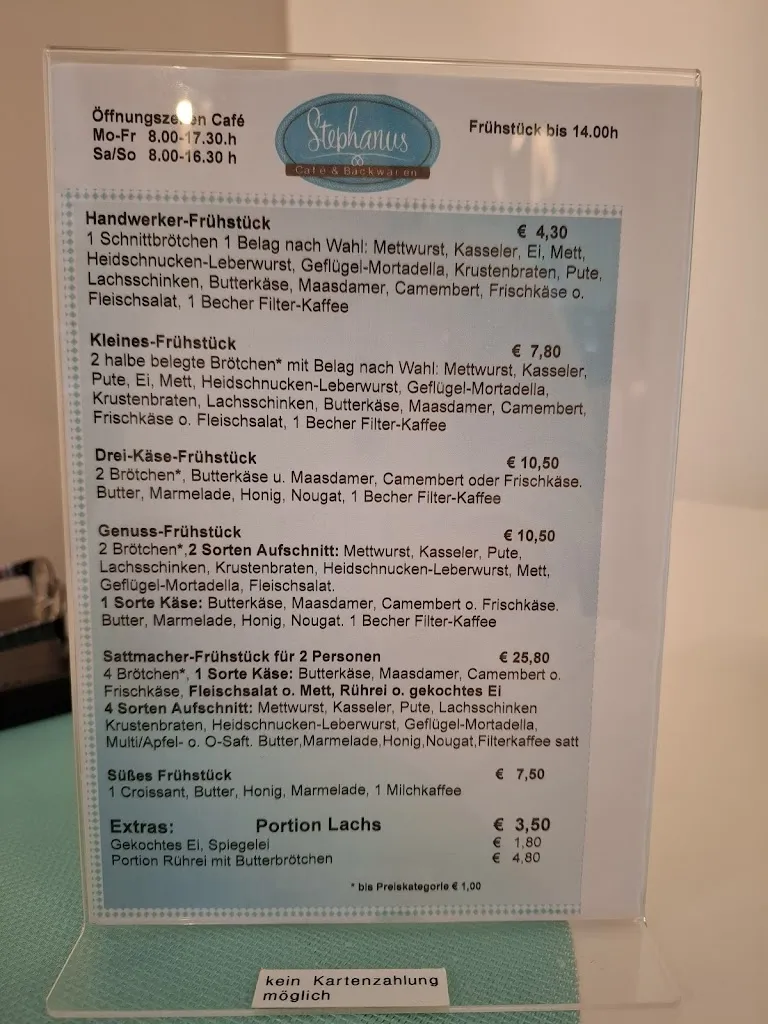 Öffnungszeiten Café
Mo-Fr 8.00-17.30.h
Sa/So 8.00-16.30 h
Stephanus
Café & Backwaren
Frühstück bis 14.00h
Handwerker-Frühstück € 4,30
1 Schnittbrötchen 1 Belag nach Wahl: Mettwurst, Kasseler, Ei, Mett,
Heidschnucken-Leberwurst, Geflügel-Mortadella, Krustenbraten, Pute,
Lachsschinken, Butterkäse, Maasdamer, Camembert, Frischkäse o.
Fleischsalat, 1 Becher Filter-Kaffee
Kleines-Frühstück € 7,80
2 halbe belegte Brötchen* mit Belag nach Wahl: Mettwurst, Kasseler,
Pute, Ei, Mett, Heidschnucken-Leberwurst, Geflügel-Mortadella,
Krustenbraten, Lachsschinken, Butterkäse, Maasdamer, Camembert,
Frischkäse o. Fleischsalat, 1 Becher Filter-Kaffee
Drei-Käse-Frühstück € 10,50
2 Brötchen*, Butterkäse u. Maasdamer, Camembert oder Frischkäse.
Butter, Marmelade, Honig, Nougat, 1 Becher Filter-Kaffee
Genuss-Frühstück € 10,50
2 Brötchen*,2 Sorten Aufschnitt: Mettwurst, Kasseler, Pute,
Lachsschinken, Krustenbraten, Heidschnucken-Leberwurst, Mett,
Geflügel-Mortadella, Fleischsalat.
1 Sorte Käse: Butterkäse, Maasdamer, Camembert o. Frischkäse.
Butter, Marmelade, Honig, Nougat. 1 Becher Filter-Kaffee
Sattmacher-Frühstück für 2 Personen € 25,80
4 Brötchen*, 1 Sorte Käse: Butterkäse, Maasdamer, Camembert o.
Frischkäse, Fleischsalat o. Mett, Rührei o. gekochtes Ei
4 Sorten Aufschnitt: Mettwurst, Kasseler, Pute, Lachsschinken
Krustenbraten, Heidschnucken-Leberwurst, Geflügel-Mortadella,
Multi/Apfel- o. O-Saft. Butter,Marmelade,Honig,Nougat,Filterkaffee satt
Süßes Frühstück € 7,50
1 Croissant, Butter, Honig, Marmelade, 1 Milchkaffee
Extras: Portion Lachs € 3,50
Gekochtes Ei, Spiegelei € 1,80
Portion Rührei mit Butterbrötchen € 4,80
* bis Preiskategorie € 1,00
kein Kartenzahlung
möglich